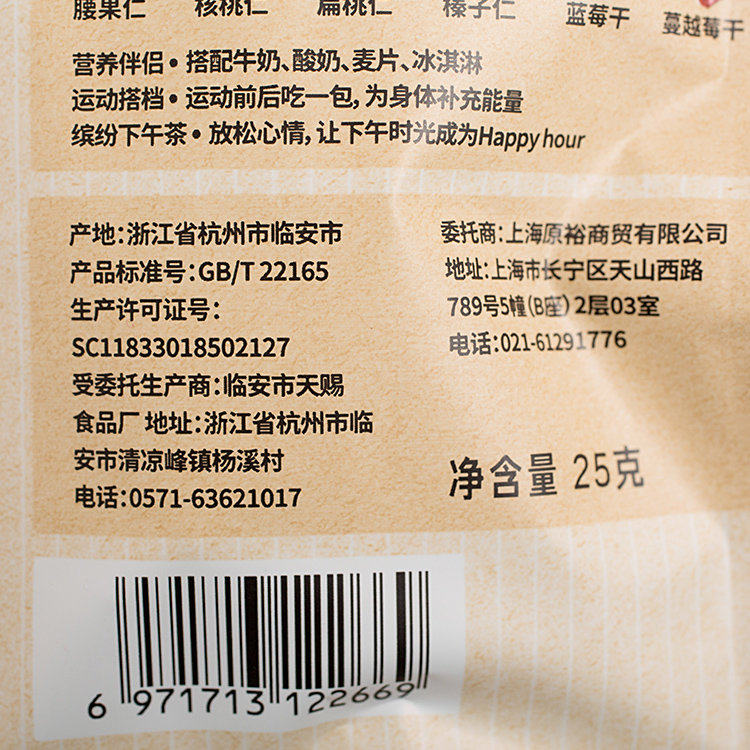 腰果仁 核桃仁 扁桃仁 榛子仁 蓝莓干 蔓越莓干
营养伴侣·搭配牛奶、酸奶、麦片、冰淇淋
运动搭档·运动前后吃一包,为身体补充能量
缤纷下午茶·放松心情,让下午时光成为Happy hour
产地:浙江省杭州市临安市
产品标准号:GB/T 22165
生产许可证号:
SC11833018502127
受委托生产商:临安市天赐
食品厂 地址:浙江省杭州市临
安市清凉峰镇杨溪村
电话:0571-63621017
委托商:上海原裕商贸有限公司
地址:上海市长宁区天山西路
789号5幢(B座)2层03室
电话:021-61291776
净含量 25克
6 971713 122669